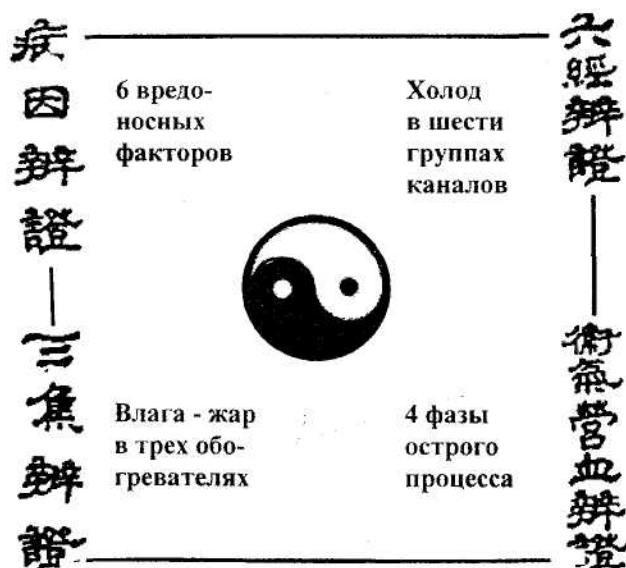 病因辨證
6 вредо-
носных
факторов
Холод
в шести
группах
каналов
六經辨證
三焦辨證
Влага - жар
в трех обо-
гревателях
4 фазы
острого
процесса
衛氣營血辨證